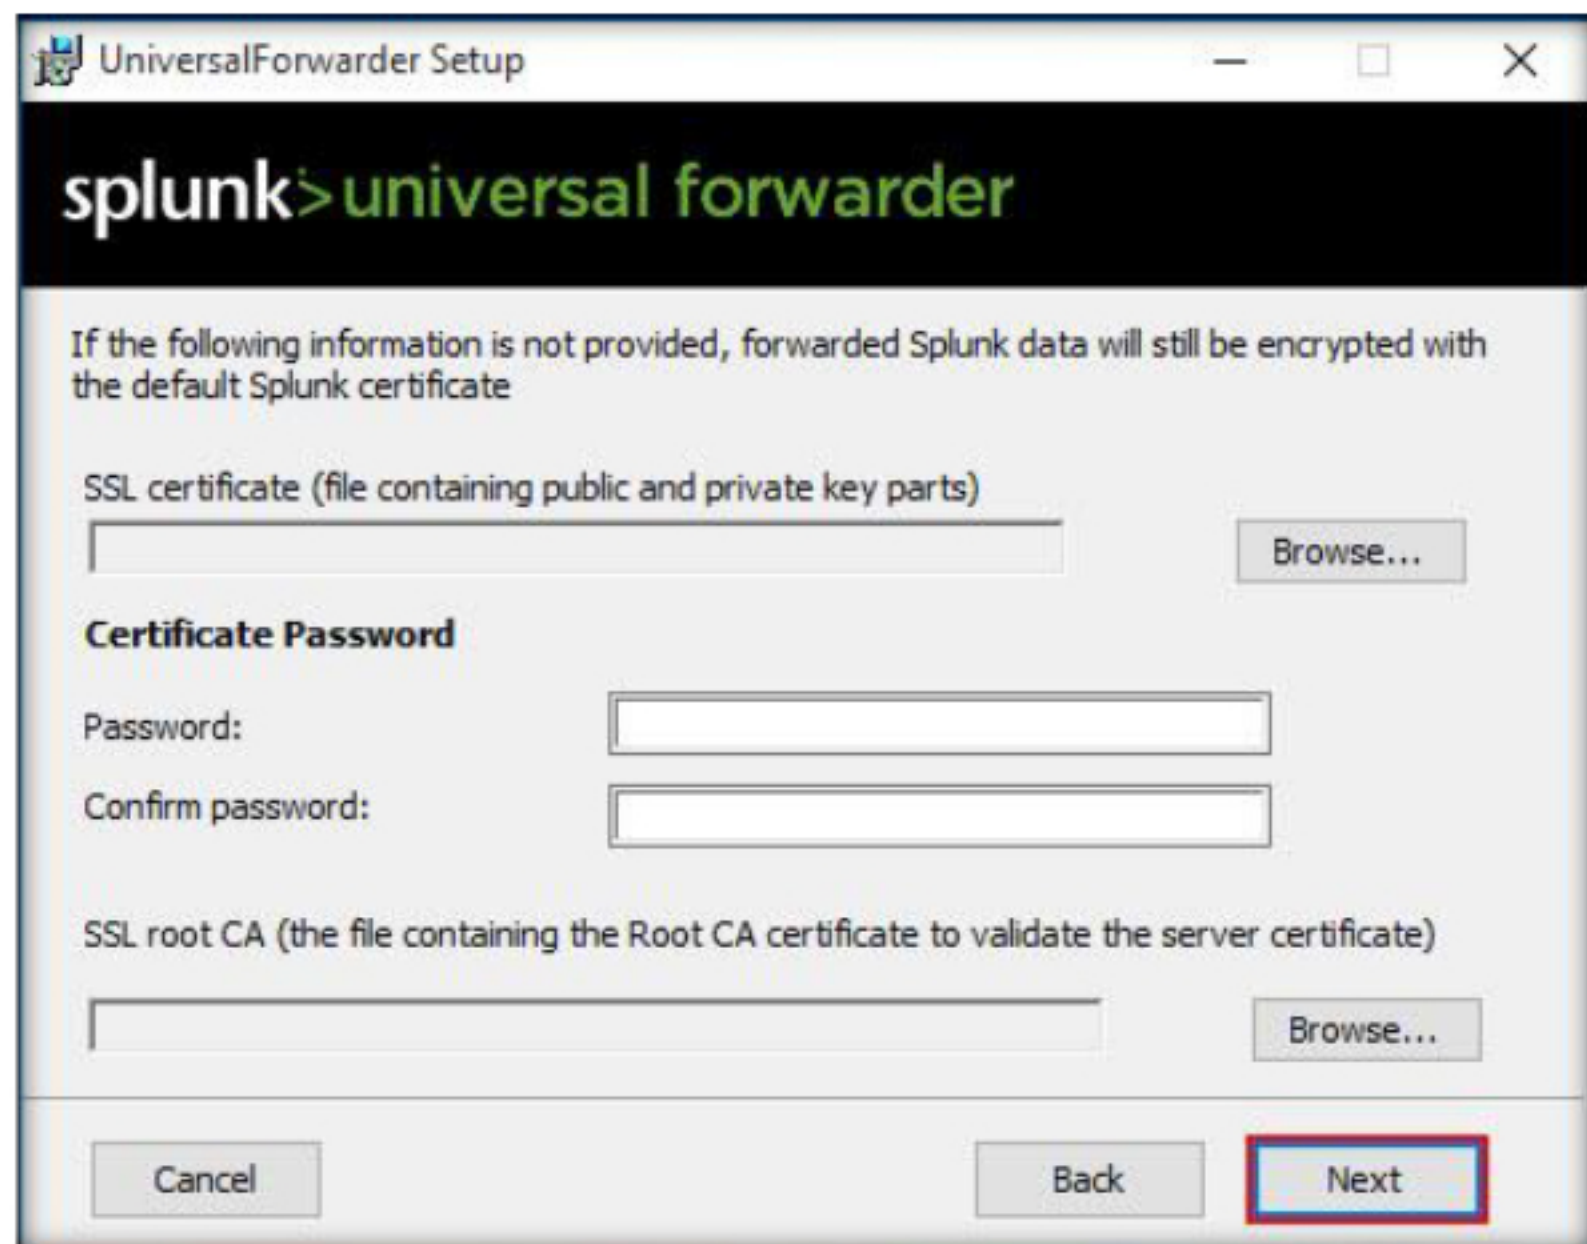 UniversalForwarder Setup
splunk>universal forwarder
If the following information is not provided, forwarded Splunk data will still be encrypted with
the default Splunk certificate
SSL certificate (file containing public and private key parts)
Browse...
Certificate Password
Password:
Confirm password:
SSL root CA (the file containing the Root CA certificate to validate the server certificate)
Browse...
Cancel
Back
Next